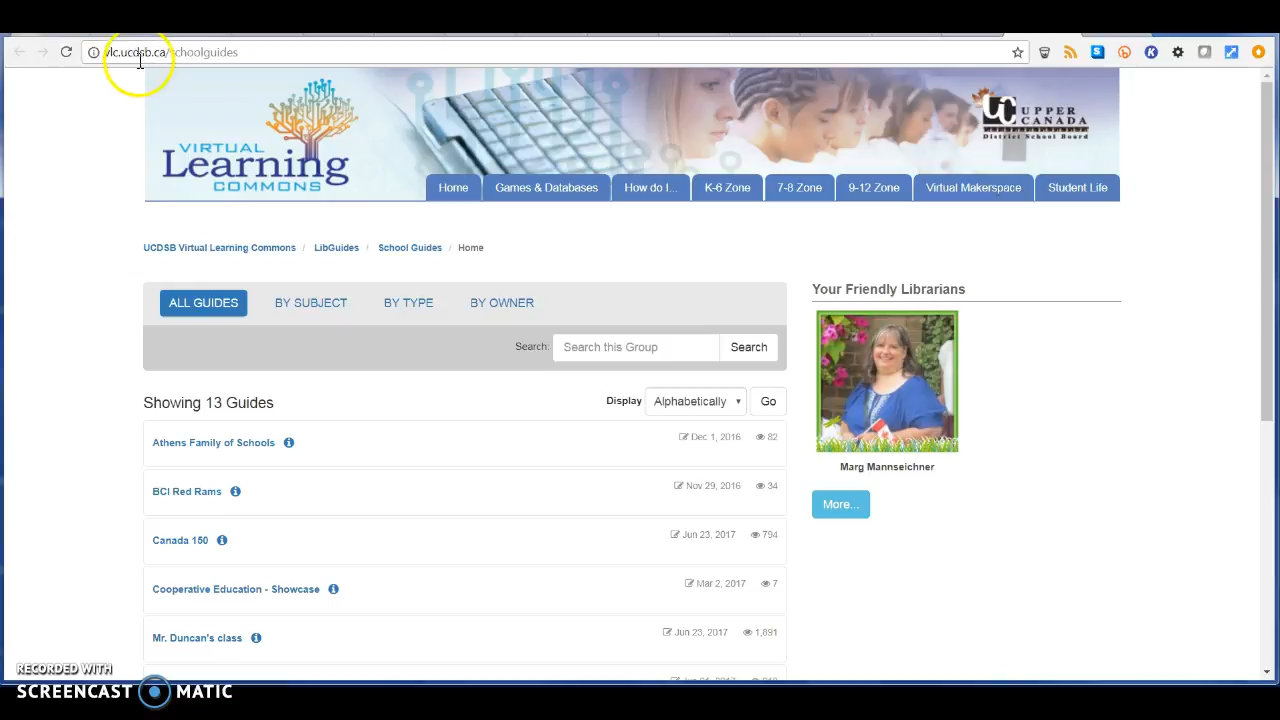 vlc.ucdsb.ca/schoolguides
VIRTUAL
Learning
COMMONS
UC UPPER
CANADA
District School Board
Home
Games & Databases
How do I...
K-6 Zone
7-8 Zone
9-12 Zone
Virtual Makerspace
Student Life
UCDSB Virtual Learning Commons / LibGuides / School Guides / Home
ALL GUIDES
BY SUBJECT
BY TYPE
BY OWNER
Your Friendly Librarians
Search:
Search this Group
Search
Showing 13 Guides
Display
Alphabetically
Go
Athens Family of Schools
Dec 1, 2016
82
BCI Red Rams
Nov 29, 2016
34
Canada 150
Jun 23, 2017
794
Cooperative Education - Showcase
Mar 2, 2017
7
Mr. Duncan's class
Jun 23, 2017
1,891
Marg Mannseichner
More...
RECORDED WITH
SCREENCAST MATIC